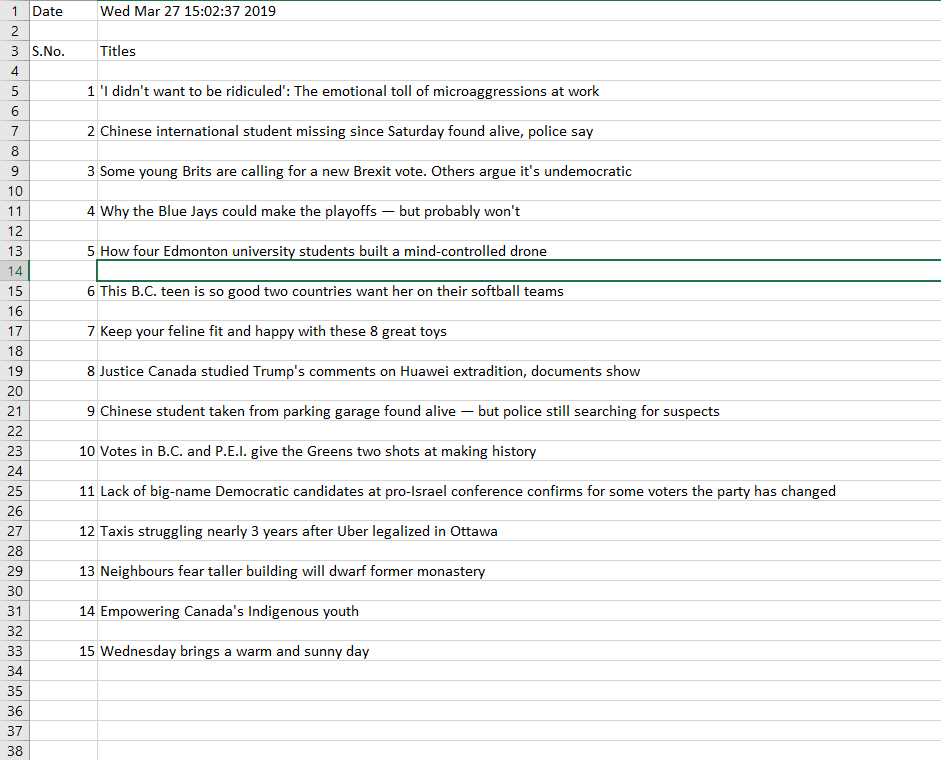 1 Date Wed Mar 27 15:02:37 2019
2
3 S.No. Titles
4
5 1 'I didn't want to be ridiculed': The emotional toll of microaggressions at work
6
7 2 Chinese international student missing since Saturday found alive, police say
8
9 3 Some young Brits are calling for a new Brexit vote. Others argue it's undemocratic
10
11 4 Why the Blue Jays could make the playoffs — but probably won't
12
13 5 How four Edmonton university students built a mind-controlled drone
14
15 6 This B.C. teen is so good two countries want her on their softball teams
16
17 7 Keep your feline fit and happy with these 8 great toys
18
19 8 Justice Canada studied Trump's comments on Huawei extradition, documents show
20
21 9 Chinese student taken from parking garage found alive — but police still searching for suspects
22
23 10 Votes in B.C. and P.E.I. give the Greens two shots at making history
24
25 11 Lack of big-name Democratic candidates at pro-Israel conference confirms for some voters the party has changed
26
27 12 Taxis struggling nearly 3 years after Uber legalized in Ottawa
28
29 13 Neighbours fear taller building will dwarf former monastery
30
31 14 Empowering Canada's Indigenous youth
32
33 15 Wednesday brings a warm and sunny day
34
35
36
37
38